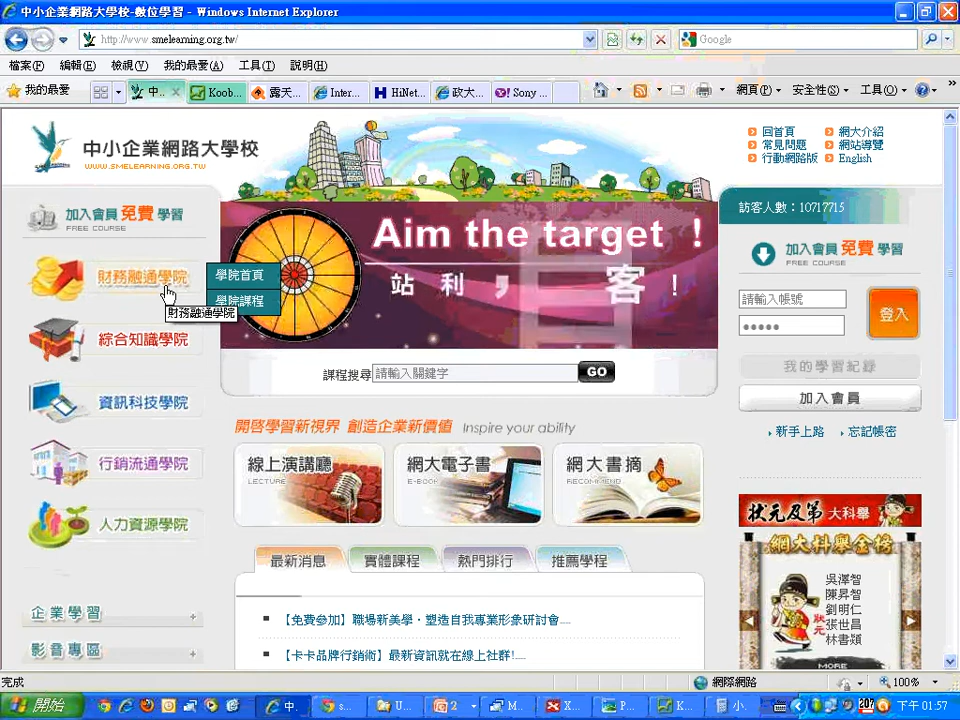 中小企業網路大學校-數位學習 - Windows Internet Explorer
http://www.smelearning.org.tw/
Google
檔案(F) 編輯(E) 檢視(V) 我的最愛(A) 工具(T) 說明(H)
我的最愛 中... Koob... 露天... Inter... HiNet... 政大... Sony ... 網頁(P) 安全性(S) 工具(O)
中小企業網路大學校
WWW.SMELEARNING.ORG.TW
回首頁 網大介紹
常見問題 網站導覽
行動網路版 English
訪客人數：10717715
加入會員 免費 學習
FREE COURSE
財務融通學院
學院首頁
學院課程
財務融通學院
綜合知識學院
資訊科技學院
行銷流通學院
人力資源學院
企業學習 +
影音專區 +
Aim the target !
站 利 , 客 !
課程搜尋 請輸入關鍵字 GO
開啓學習新視界 創造企業新價值 Inspire your ability
線上演講廳
LECTURE
網大電子書
E-BOOK
網大書摘
RECOMMEND
最新消息 實體課程 熱門排行 推薦學程
【免費參加】職場新美學‧塑造自我專業形象研討會....
【卡卡品牌行銷術】最新資訊就在線上社群!....
加入會員 免費 學習
FREE COURSE
請輸入帳號
登入
我的學習紀錄
加入會員
新手上路 忘記帳密
狀元及第 大科舉
網大科舉金榜
吳澤智
陳昇智
劉明仁
張世昌
林書穎
狀元
MORE
完成 網際網路 100%
開始 中... s... U... 2 M... X... P... K... 小... 下午 01:57